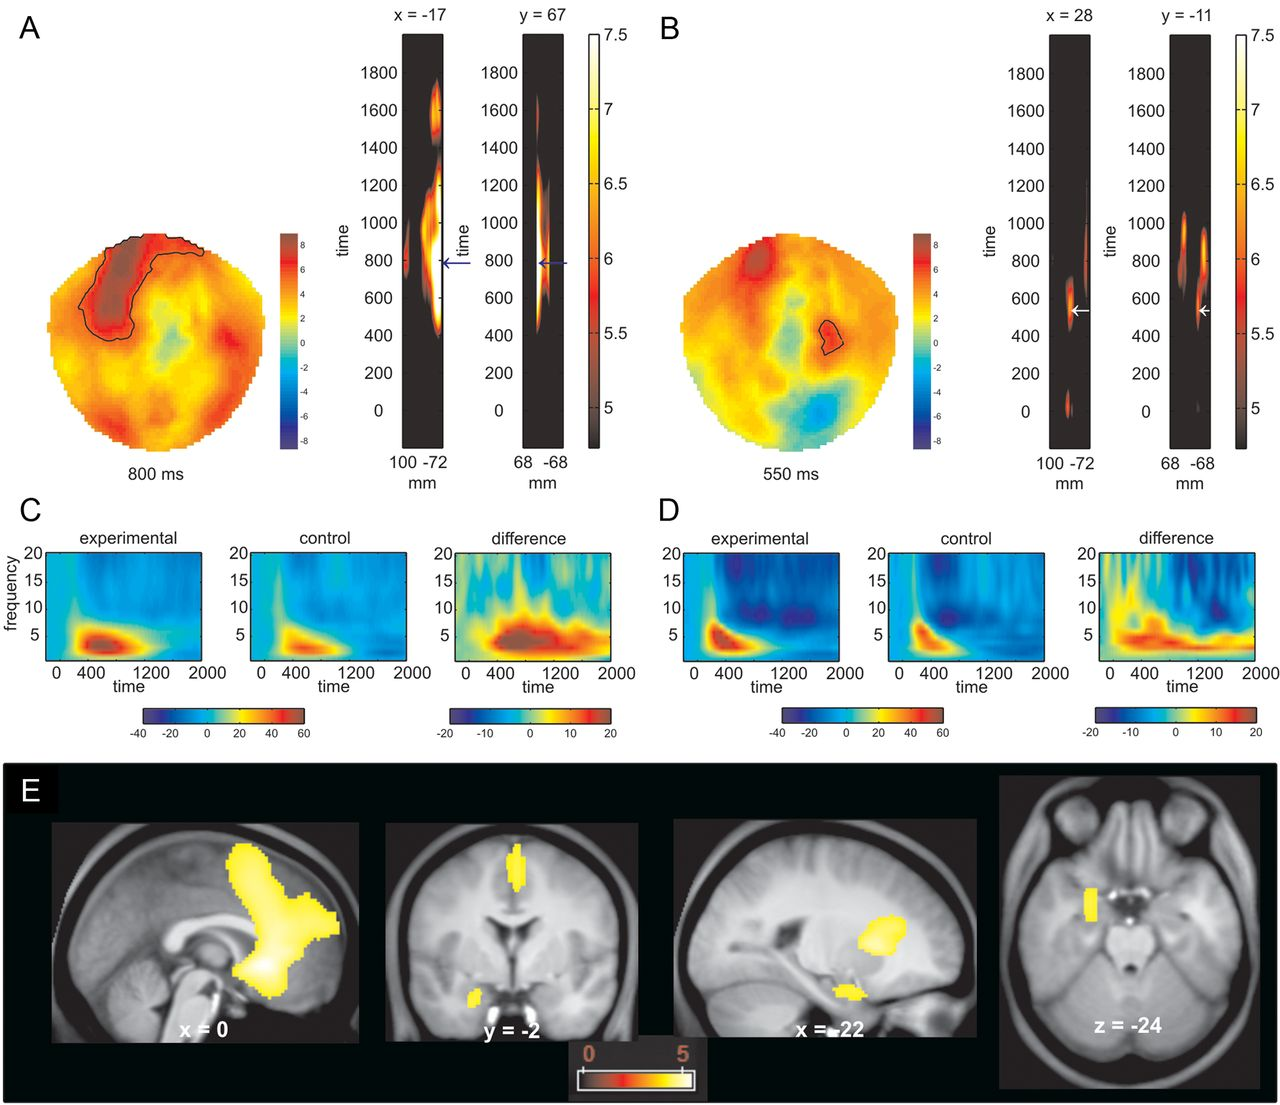 A
x = -17
y = 67
B
x = 28
y = -11
time
1800
1600
1400
1200
1000
800
600
400
200
0
100 -72
mm
time
1800
1600
1400
1200
1000
800
600
400
200
0
68 -68
mm
7.5
7
6.5
6
5.5
5
8
6
4
2
0
-2
-4
-6
-8
800 ms
time
1800
1600
1400
1200
1000
800
600
400
200
0
100 -72
mm
time
1800
1600
1400
1200
1000
800
600
400
200
0
68 -68
mm
7.5
7
6.5
6
5.5
5
8
6
4
2
0
-2
-4
-6
-8
550 ms
C
experimental
control
difference
frequency
20
15
10
5
0 400 1200 2000
time
20
15
10
5
0 400 1200 2000
time
20
15
10
5
0 400 1200 2000
time
-40 -20 0 20 40 60
-20 -10 0 10 20
D
experimental
control
difference
20
15
10
5
0 400 1200 2000
time
20
15
10
5
0 400 1200 2000
time
20
15
10
5
0 400 1200 2000
time
-40 -20 0 20 40 60
-20 -10 0 10 20
E
x = 0
y = -2
x = -22
z = -24
0 5